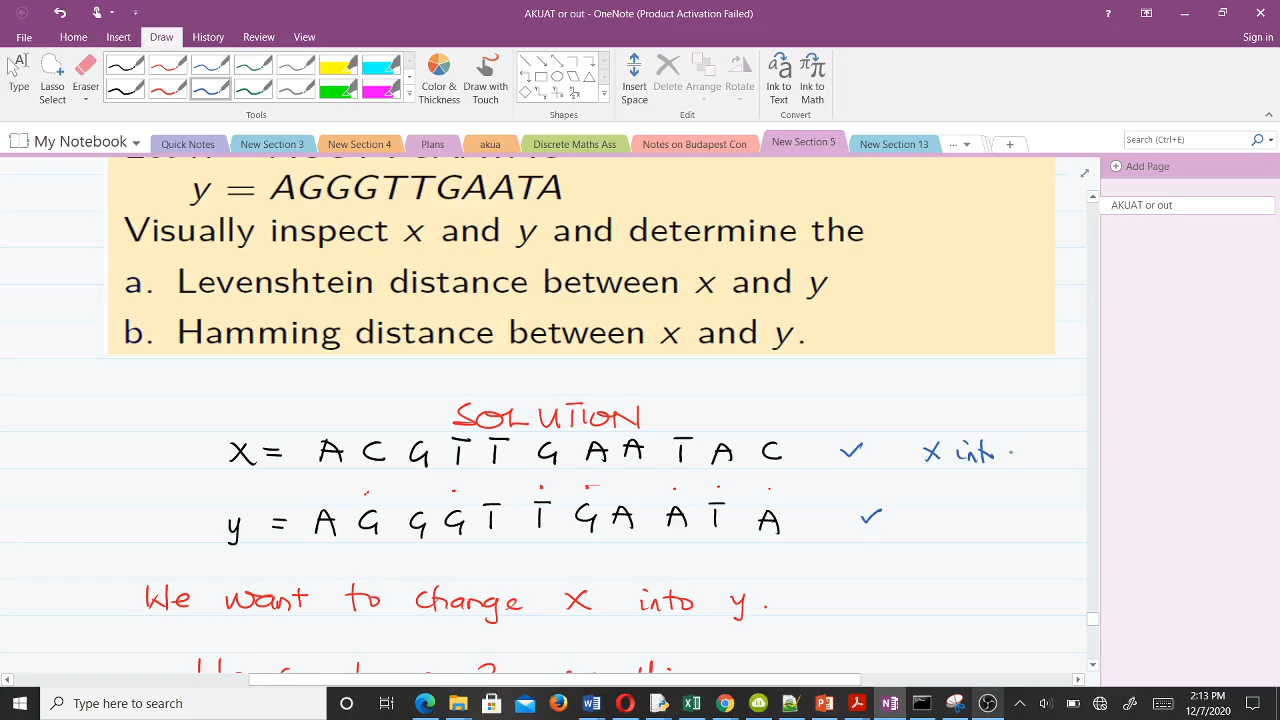 AKUAT or out - OneNote (Product Activation Failed)
File Home Insert Draw History Review View Sign in
Type Lasso Select Eraser Color & Thickness Draw with Touch Insert Space Delete Arrange Rotate Ink to Text Ink to Math
Tools Shapes Edit Convert
My Notebook Quick Notes New Section 3 New Section 4 Plans akua Discrete Maths Ass Notes on Budapest Con New Section 5 New Section 13 ... Search (Ctrl+E)
Add Page
AKUAT or out
y = AGGGTTGAATA
Visually inspect x and y and determine the
a. Levenshtein distance between x and y
b. Hamming distance between x and y.
SOLUTION
X = A C G T T G A A T A C ✓ X into
y = A G G G T T G A A T A ✓
We want to change X into y.
Type here to search
2:13 PM
12/7/2020